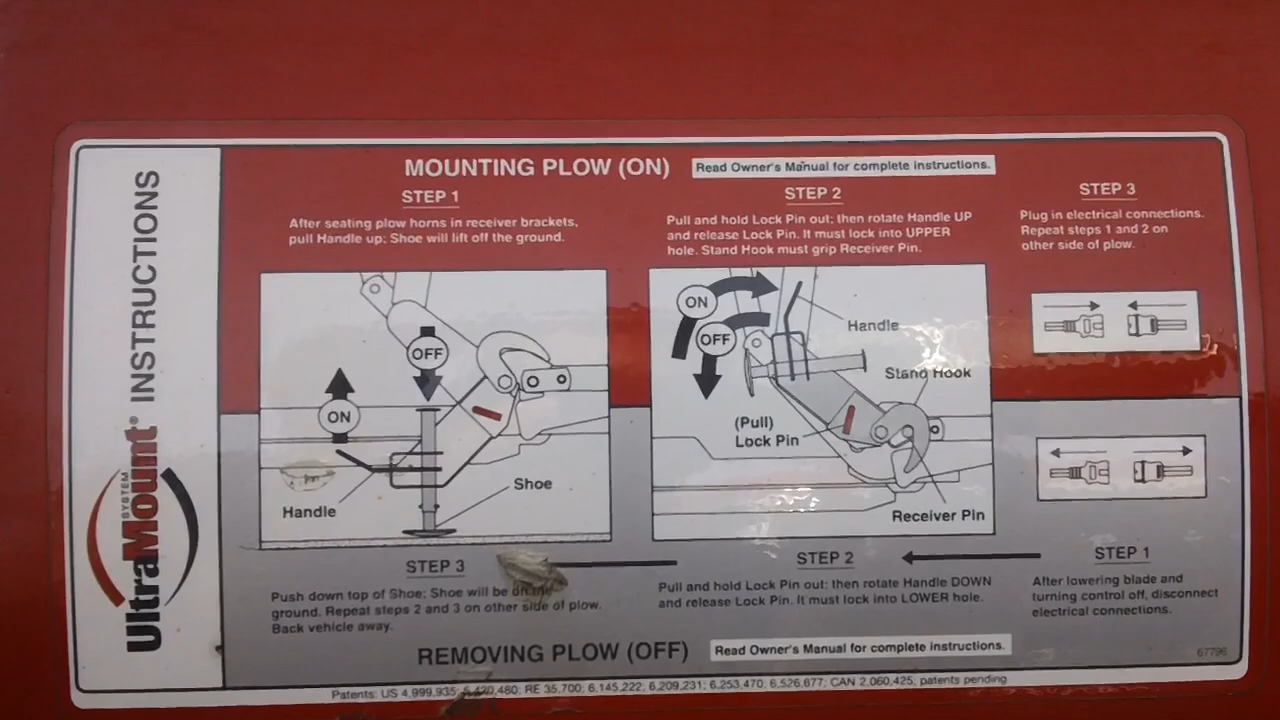 UltraMount® INSTRUCTIONS
SYSTEM
MOUNTING PLOW (ON)
Read Owner's Manual for complete instructions.
STEP 1
After seating plow horns in receiver brackets,
pull Handle up; Shoe will lift off the ground.
STEP 2
Pull and hold Lock Pin out; then rotate Handle UP
and release Lock Pin. It must lock into UPPER
hole. Stand Hook must grip Receiver Pin.
STEP 3
Plug in electrical connections.
Repeat steps 1 and 2 on
other side of plow.
OFF
ON
Handle
Shoe
ON
OFF
Handle
Stand Hook
(Pull)
Lock Pin
Receiver Pin
STEP 3
Push down top of Shoe; Shoe will be on the
ground. Repeat steps 2 and 3 on other side of plow.
Back vehicle away.
STEP 2
Pull and hold Lock Pin out; then rotate Handle DOWN
and release Lock Pin. It must lock into LOWER hole.
STEP 1
After lowering blade and
turning control off, disconnect
electrical connections.
REMOVING PLOW (OFF)
Read Owner's Manual for complete instructions.
67796
Patents: US 4,999,935; 5,420,480; RE 35,700; 6,145,222; 6,209,231; 6,253,470; 6,526,677; CAN 2,060,425; patents pending